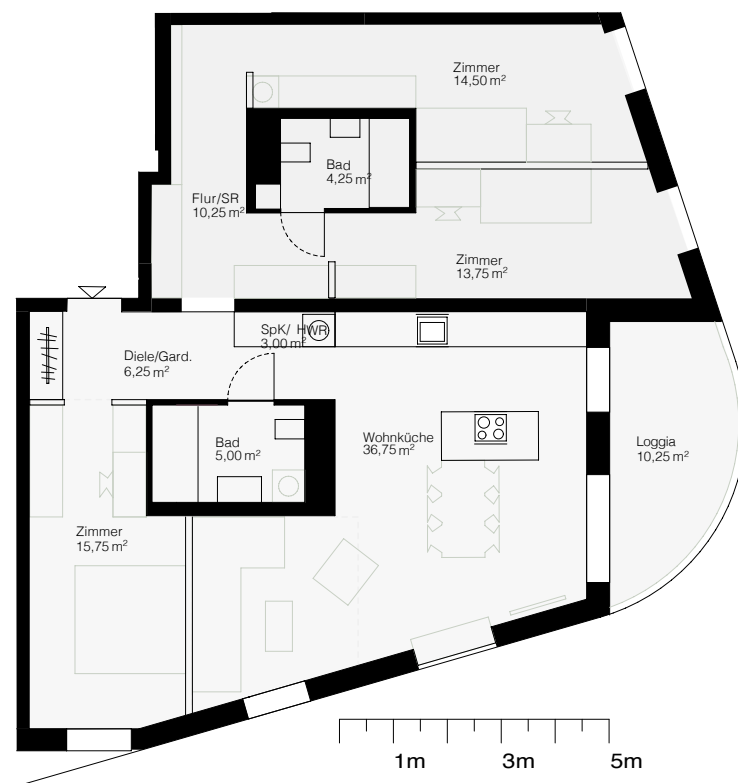 Zimmer
14,50 m²
Bad
4,25 m²
Flur/SR
10,25 m²
Zimmer
13,75 m²
SpK/ HWR
3,00 m²
Diele/Gard.
6,25 m²
Bad
5,00 m²
Wohnküche
36,75 m²
Loggia
10,25 m²
Zimmer
15,75 m²
1m 3m 5m